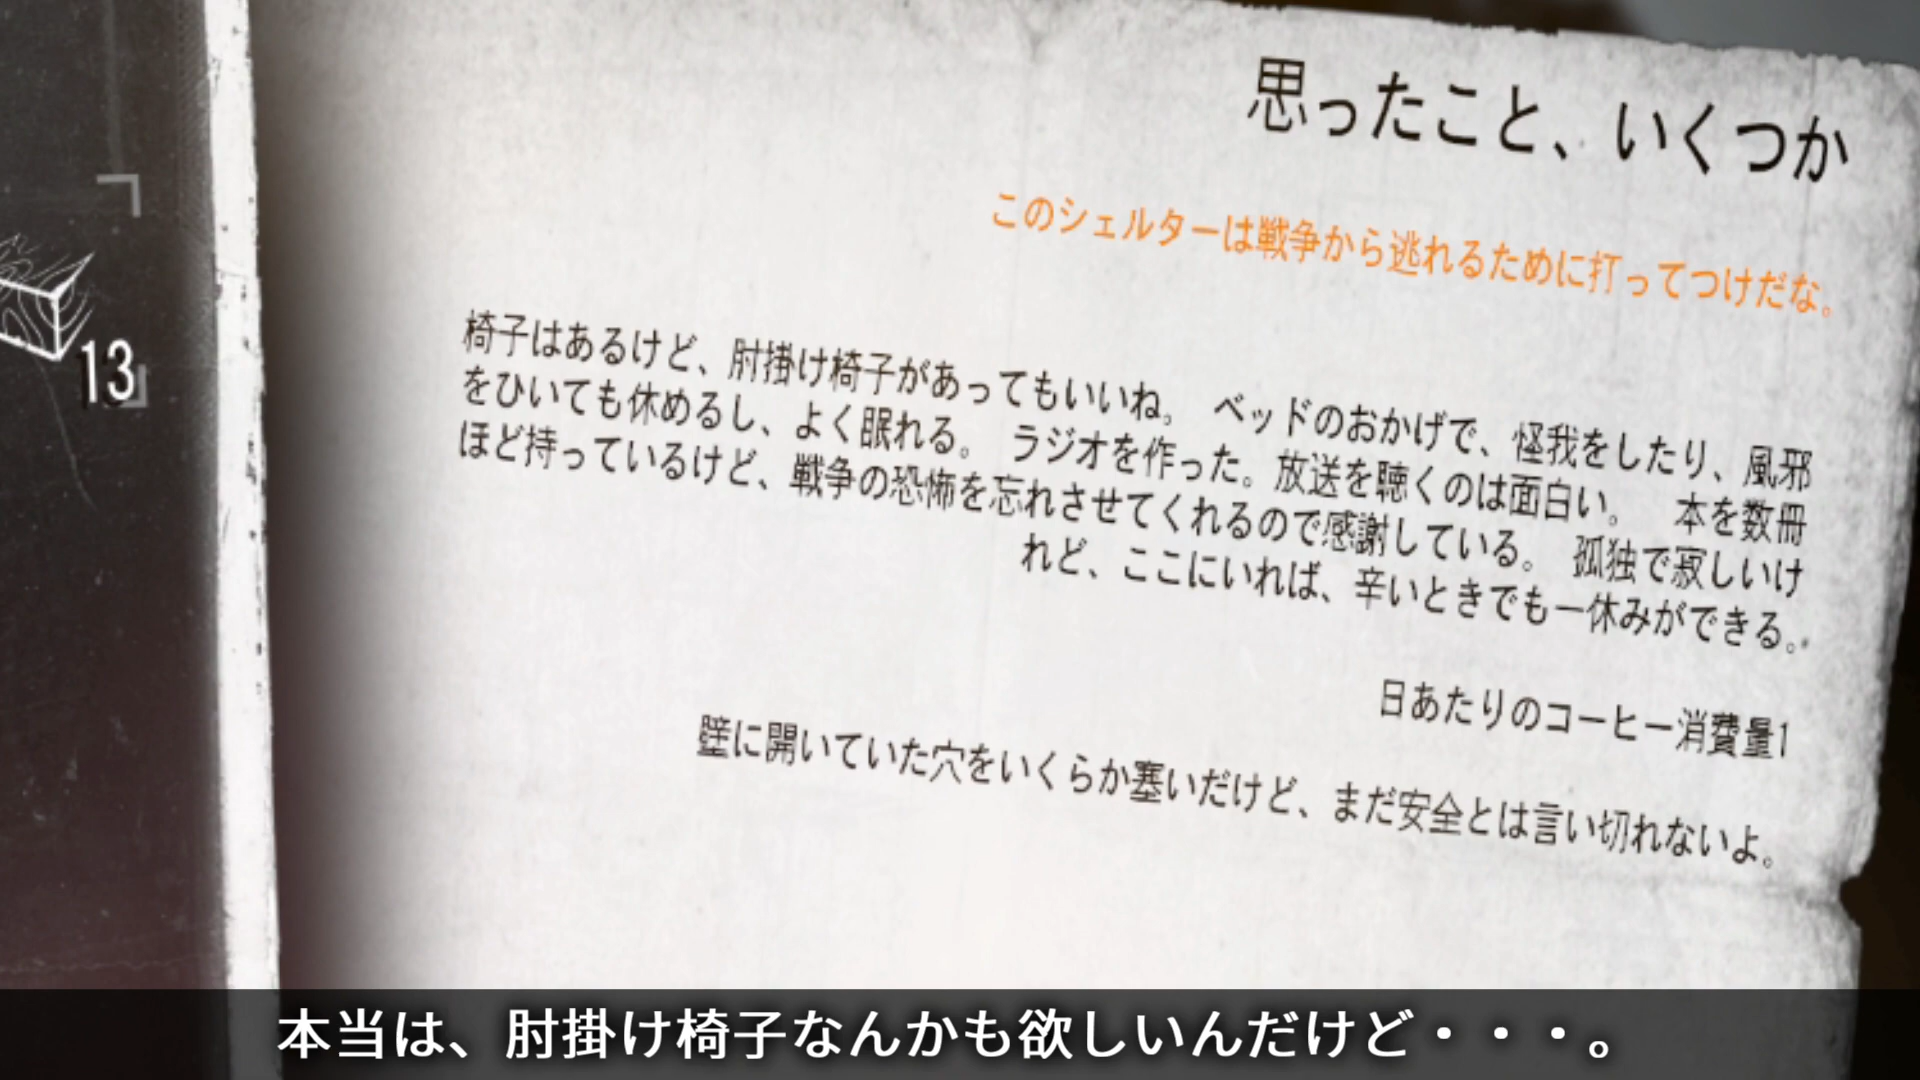 思ったこと、いくつか
このシェルターは戦争から逃れるために打ってつけだな。
13
椅子はあるけど、肘掛け椅子があってもいいね。 ベッドのおかげで、怪我をしたり、風邪
をひいても休めるし、よく眠れる。 ラジオを作った。放送を聴くのは面白い。 本を数冊
ほど持っているけど、戦争の恐怖を忘れさせてくれるので感謝している。 孤独で寂しいけ
れど、ここにいれば、辛いときでも一休みができる。
日あたりのコーヒー消費量1
壁に開いていた穴をいくらか塞いだけど、まだ安全とは言い切れないよ。
本当は、肘掛け椅子なんかも欲しいんだけど・・・。